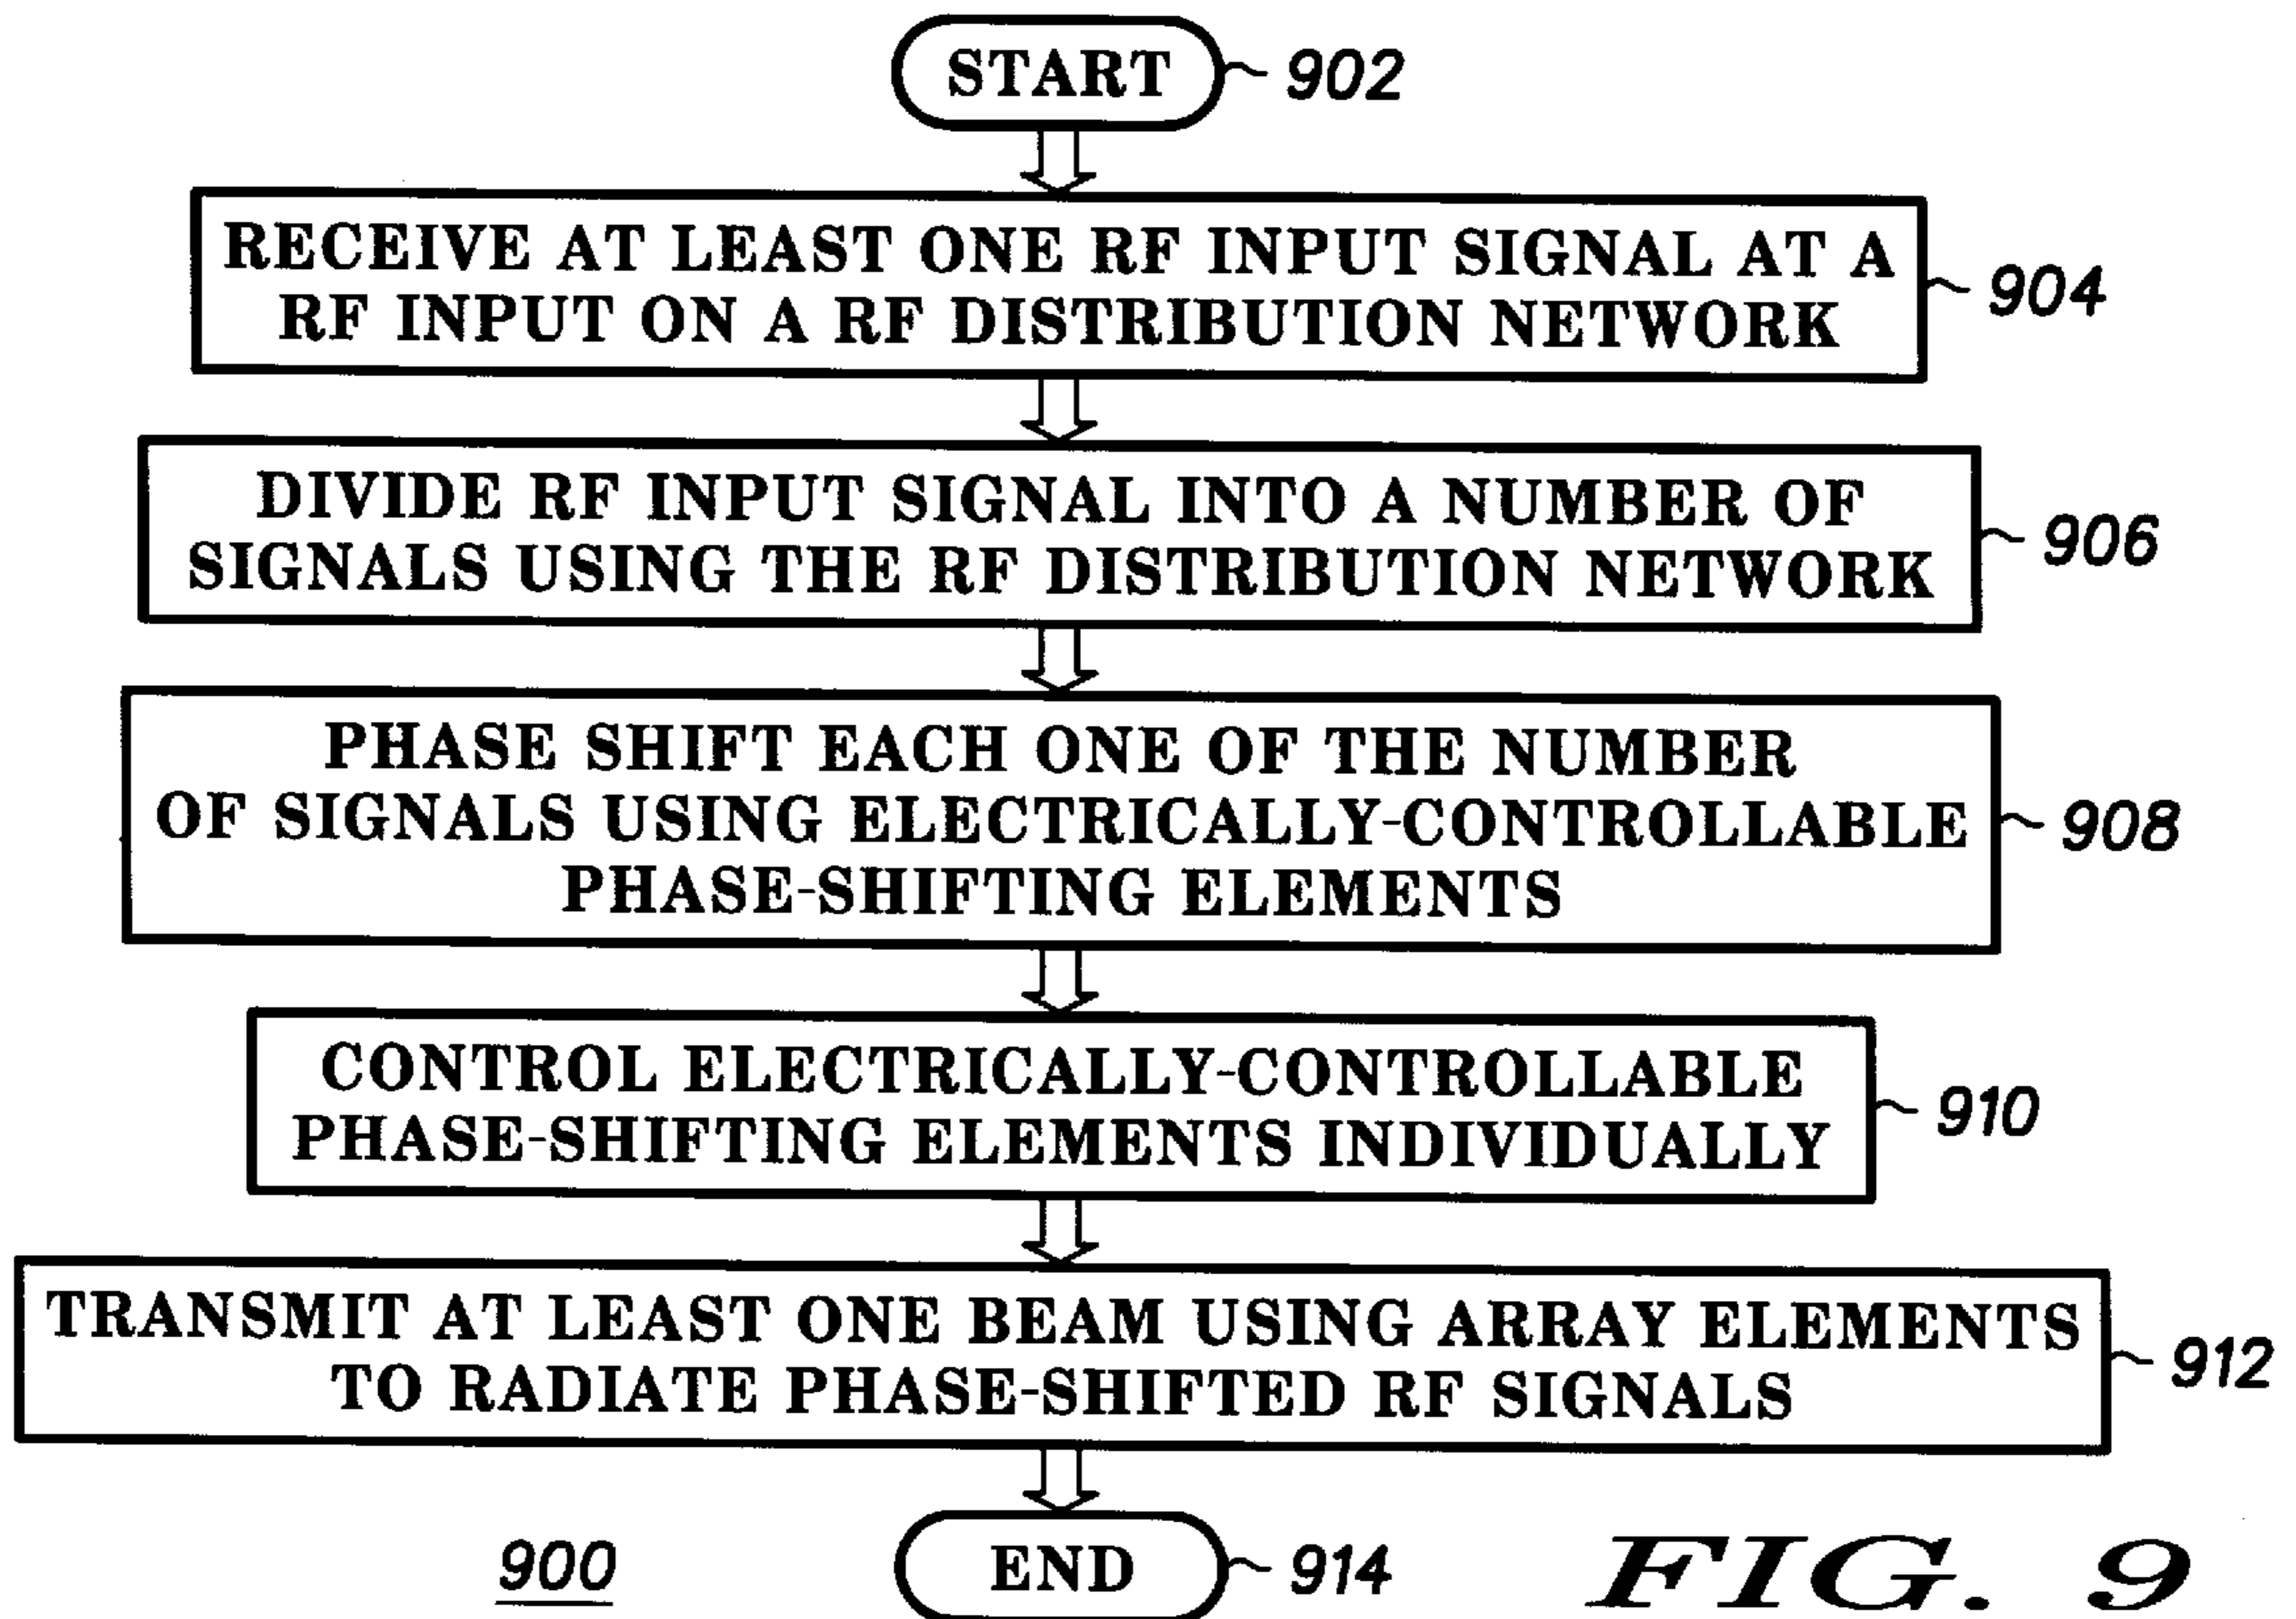 START
902
RECEIVE AT LEAST ONE RF INPUT SIGNAL AT A
RF INPUT ON A RF DISTRIBUTION NETWORK
904
DIVIDE RF INPUT SIGNAL INTO A NUMBER OF
SIGNALS USING THE RF DISTRIBUTION NETWORK
906
PHASE SHIFT EACH ONE OF THE NUMBER
OF SIGNALS USING ELECTRICALLY-CONTROLLABLE
PHASE-SHIFTING ELEMENTS
908
CONTROL ELECTRICALLY-CONTROLLABLE
PHASE-SHIFTING ELEMENTS INDIVIDUALLY
910
TRANSMIT AT LEAST ONE BEAM USING ARRAY ELEMENTS
TO RADIATE PHASE-SHIFTED RF SIGNALS
912
END
914
900
FIG. 9